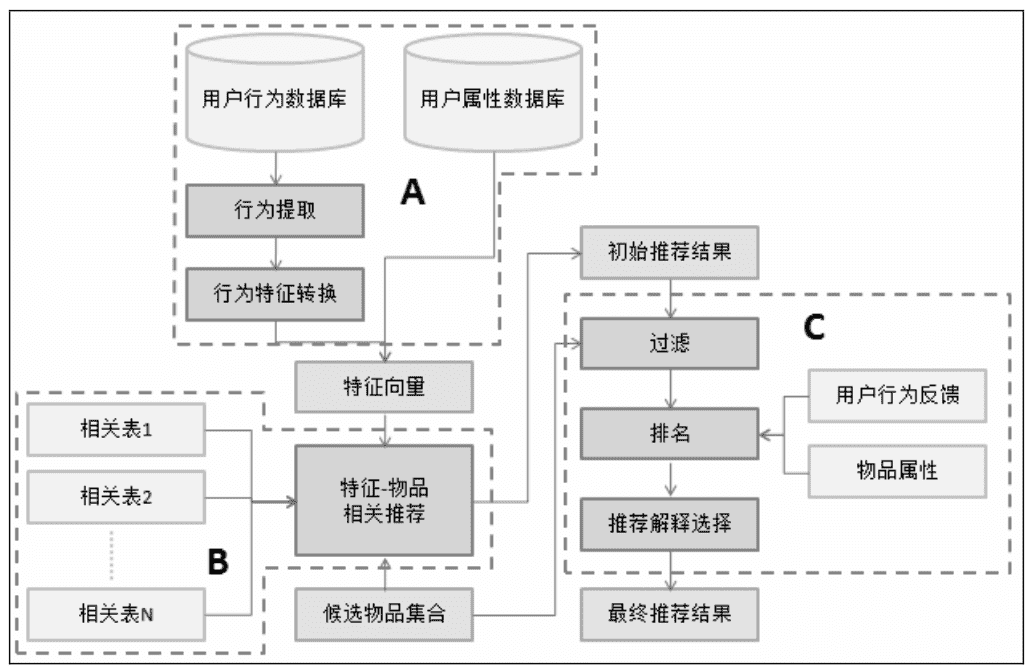 用户行为数据库
用户属性数据库
行为提取
A
行为特征转换
初始推荐结果
C
过滤
特征向量
用户行为反馈
相关表1
排名
特征-物品
相关推荐
物品属性
相关表2
推荐解释选择
B
相关表N
候选物品集合
最终推荐结果